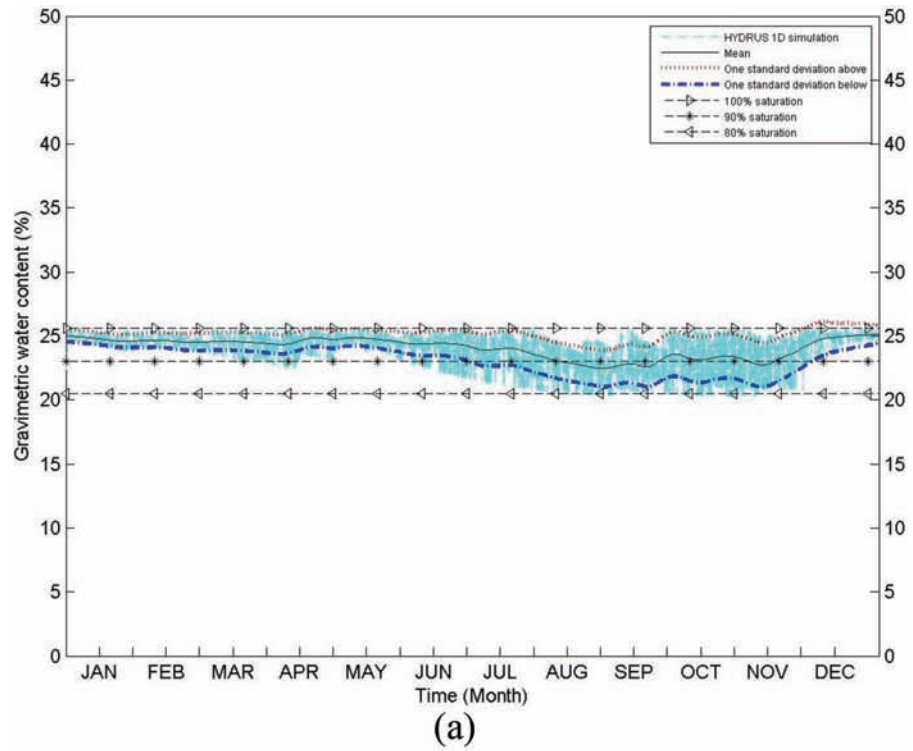 50
45
40
35
30
25
20
15
10
5
0
Gravimetric water content (%)
HYDRUS 1D simulation
Mean
One standard deviation above
One standard deviation below
100% saturation
90% saturation
80% saturation
50
45
40
35
30
25
20
15
10
5
0
JAN FEB MAR APR MAY JUN JUL AUG SEP OCT NOV DEC
Time (Month)
(a)